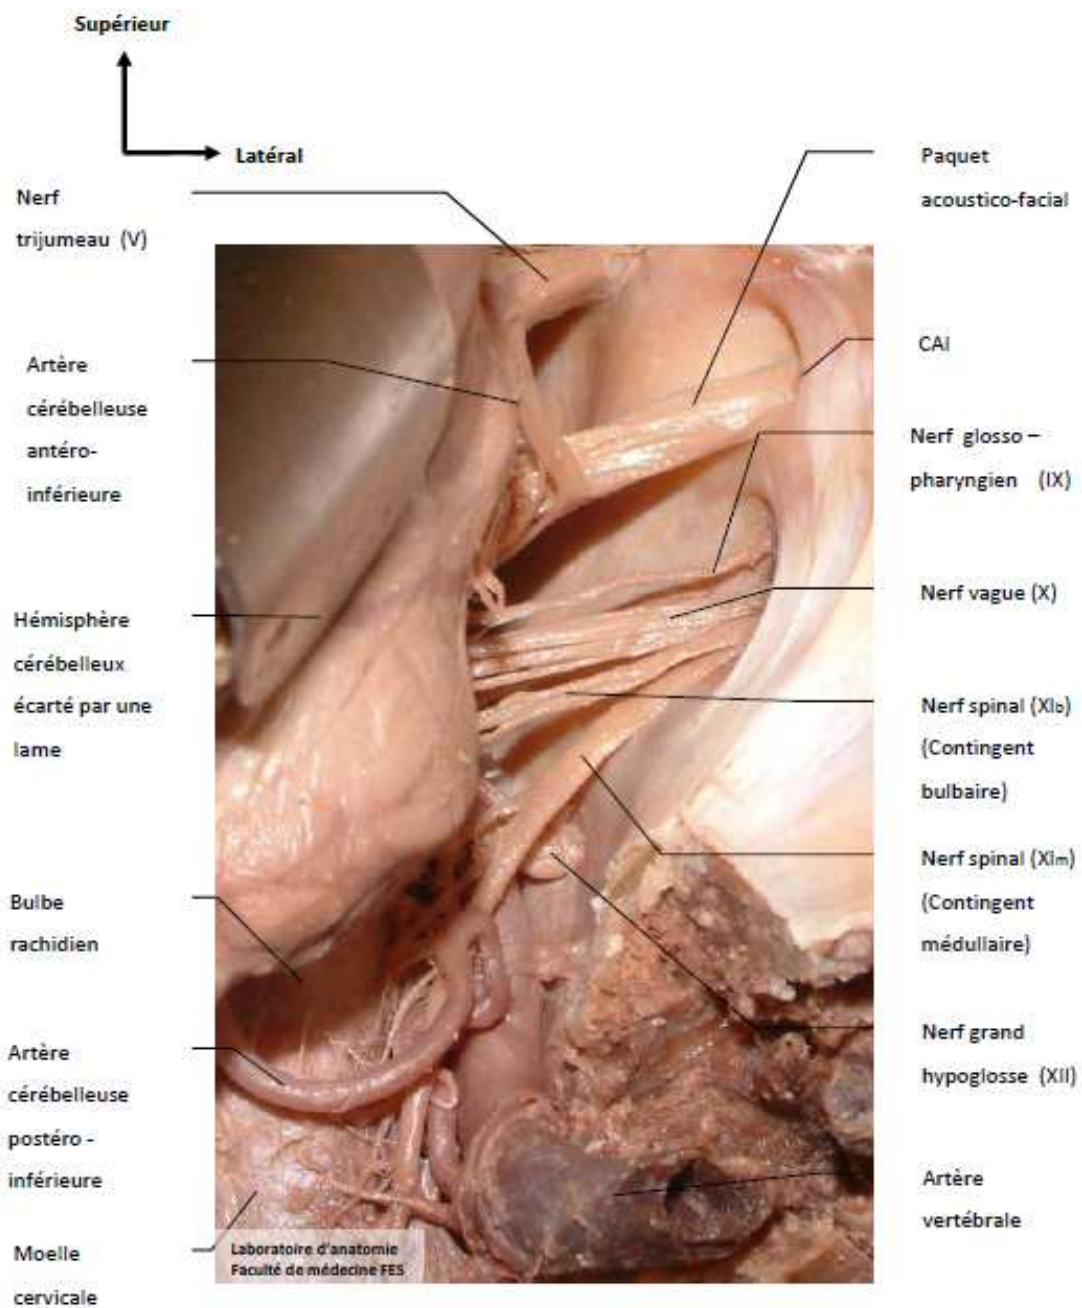 Supérieur
Latéral
Nerf
trijumeau (V)
Artère
cérébelleuse
antéro-
inférieure
Hémisphère
cérébelleux
écarté par une
lame
Bulbe
rachidien
Artère
cérébelleuse
postéro -
inférieure
Moelle
cervicale
Paquet
acoustico-facial
CAI
Nerf glosso –
pharyngien (IX)
Nerf vague (X)
Nerf spinal (XIb)
(Contingent
bulbaire)
Nerf spinal (XIm)
(Contingent
médullaire)
Nerf grand
hypoglosse (XII)
Artère
vertébrale
Laboratoire d'anatomie
Faculté de médecine FES